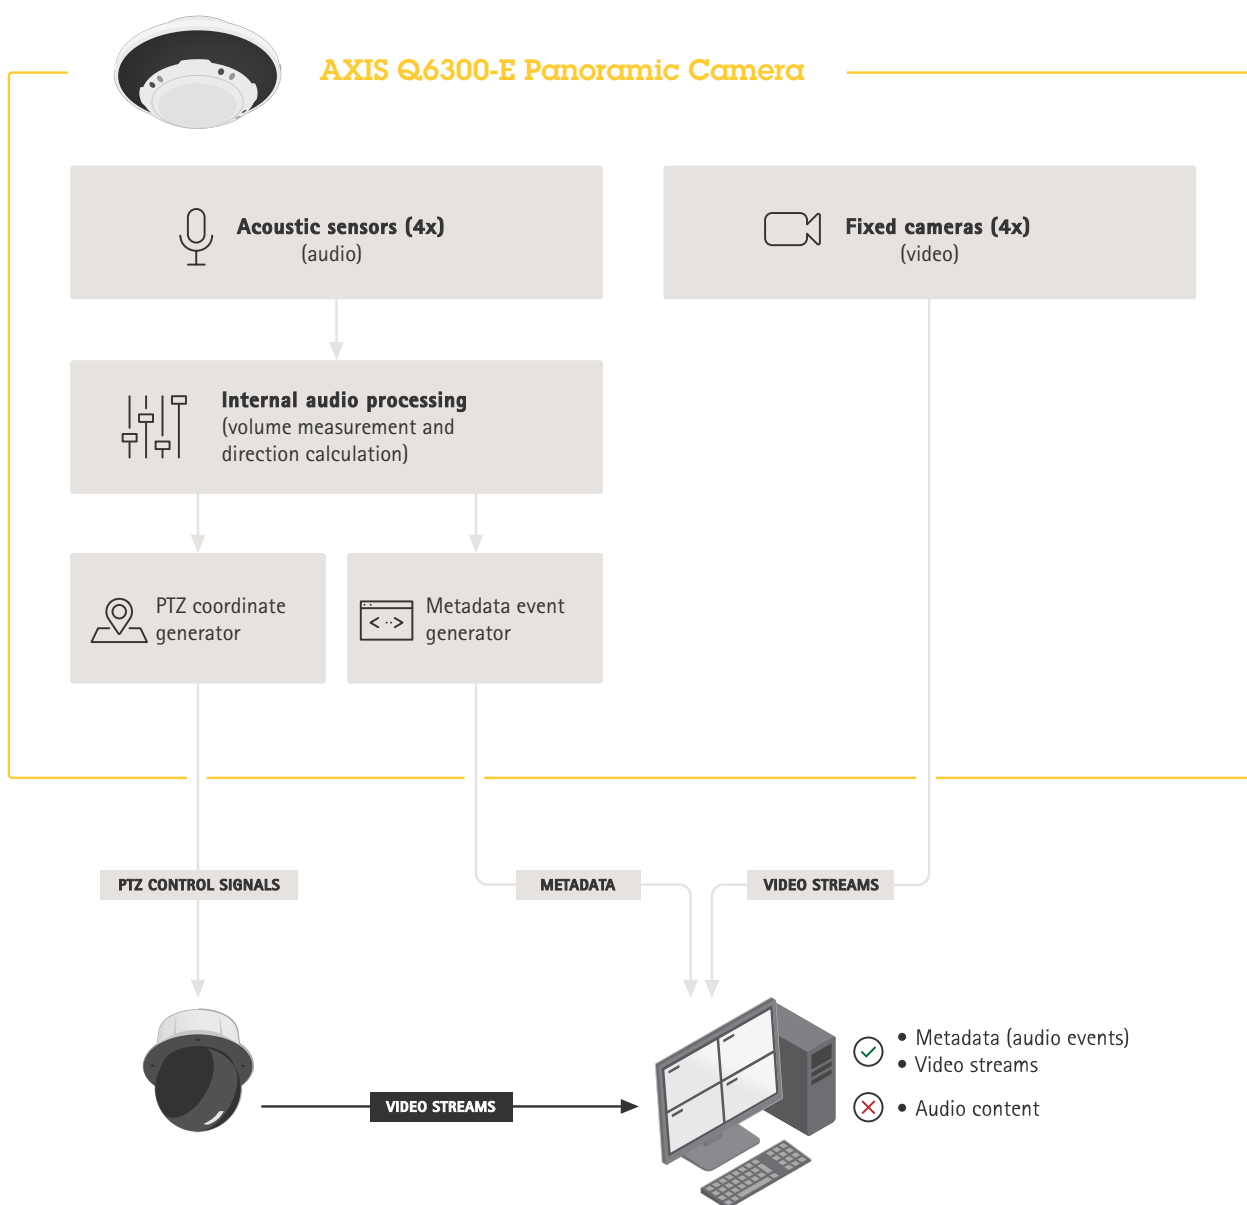 AXIS Q6300-E Panoramic Camera
Acoustic sensors (4x)
(audio)
Fixed cameras (4x)
(video)
Internal audio processing
(volume measurement and
direction calculation)
PTZ coordinate
generator
Metadata event
generator
PTZ CONTROL SIGNALS
METADATA
VIDEO STREAMS
• Metadata (audio events)
• Video streams
• Audio content
VIDEO STREAMS